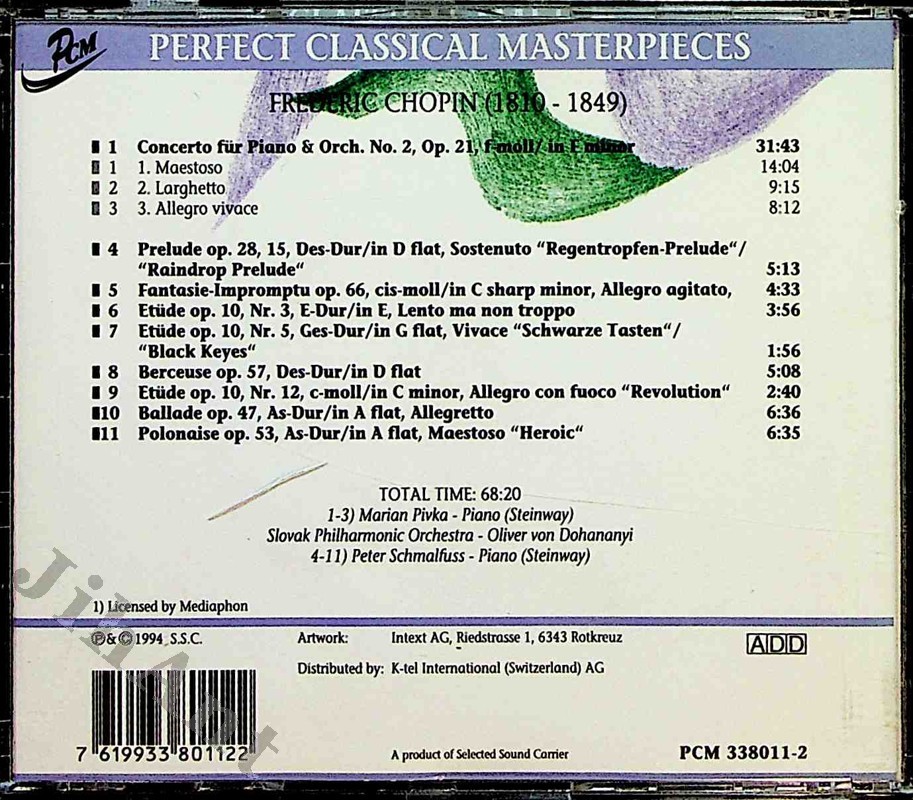 PCM PERFECT CLASSICAL MASTERPIECES
FREDERIC CHOPIN (1810 - 1849)
1 Concerto für Piano & Orch. No. 2, Op. 21, f-moll/ in F minor 31:43
1 1. Maestoso 14:04
2 2. Larghetto 9:15
3 3. Allegro vivace 8:12
4 Prelude op. 28, 15, Des-Dur/in D flat, Sostenuto “Regentropfen-Prelude“/
“Raindrop Prelude“ 5:13
5 Fantasie-Impromptu op. 66, cis-moll/in C sharp minor, Allegro agitato, 4:33
6 Etüde op. 10, Nr. 3, E-Dur/in E, Lento ma non troppo 3:56
7 Etüde op. 10, Nr. 5, Ges-Dur/in G flat, Vivace “Schwarze Tasten“/
“Black Keyes“ 1:56
8 Berceuse op. 57, Des-Dur/in D flat 5:08
9 Etüde op. 10, Nr. 12, c-moll/in C minor, Allegro con fuoco “Revolution“ 2:40
10 Ballade op. 47, As-Dur/in A flat, Allegretto 6:36
11 Polonaise op. 53, As-Dur/in A flat, Maestoso “Heroic“ 6:35
TOTAL TIME: 68:20
1-3) Marian Pivka - Piano (Steinway)
Slovak Philharmonic Orchestra - Oliver von Dohananyi
4-11) Peter Schmalfuss - Piano (Steinway)
1) Licensed by Mediaphon
℗&© 1994 S.S.C. Artwork: Intext AG, Riedstrasse 1, 6343 Rotkreuz ADD
Distributed by: K-tel International (Switzerland) AG
7 619933 801122 A product of Selected Sound Carrier PCM 338011-2
JihAnt